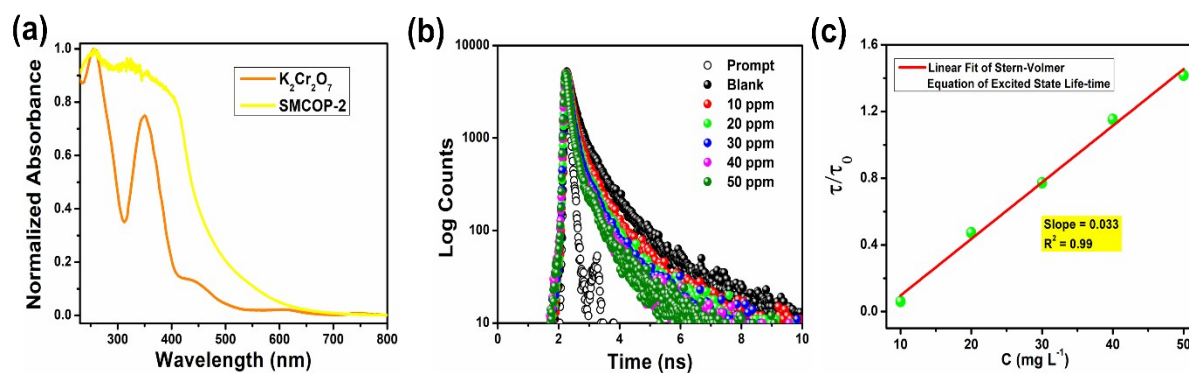 (a)
Normalized Absorbance
1.0
0.8
0.6
0.4
0.2
0.0
300 400 500 600 700 800
Wavelength (nm)
K₂Cr₂O₇
SMCOP-2
(b)
Log Counts
10000
1000
100
10
2 4 6 8 10
Time (ns)
Prompt
Blank
10 ppm
20 ppm
30 ppm
40 ppm
50 ppm
(c)
τ/τ₀
1.6
1.2
0.8
0.4
0.0
10 20 30 40 50
C (mg L⁻¹)
Linear Fit of Stern-Volmer
Equation of Excited State Life-time
Slope = 0.033
R² = 0.99